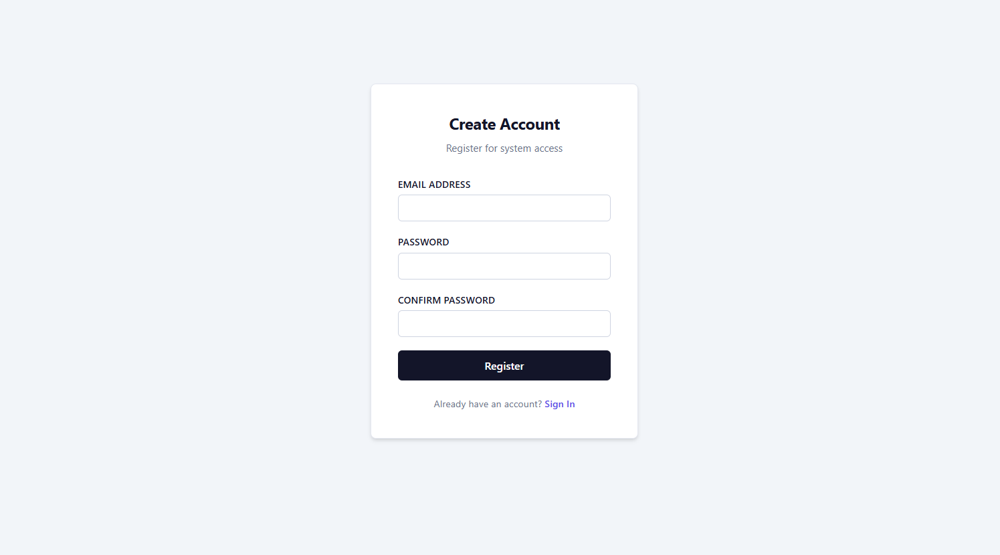 Create Account
Register for system access
EMAIL ADDRESS
PASSWORD
CONFIRM PASSWORD
Register
Already have an account? Sign In